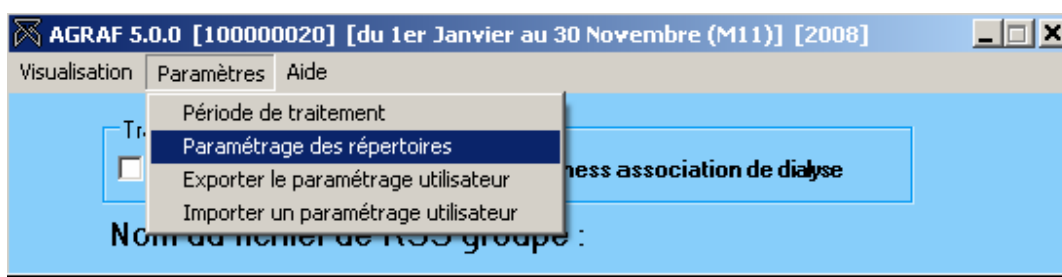 AGRAF 5.0.0 [100000020] [du 1er Janvier au 30 Novembre (M11)] [2008]
Visualisation Paramètres Aide
Période de traitement
Tr
Paramétrage des répertoires
Exporter le paramétrage utilisateur
ness association de dialyse
Importer un paramétrage utilisateur
Nom du fichier de RSS groupé :